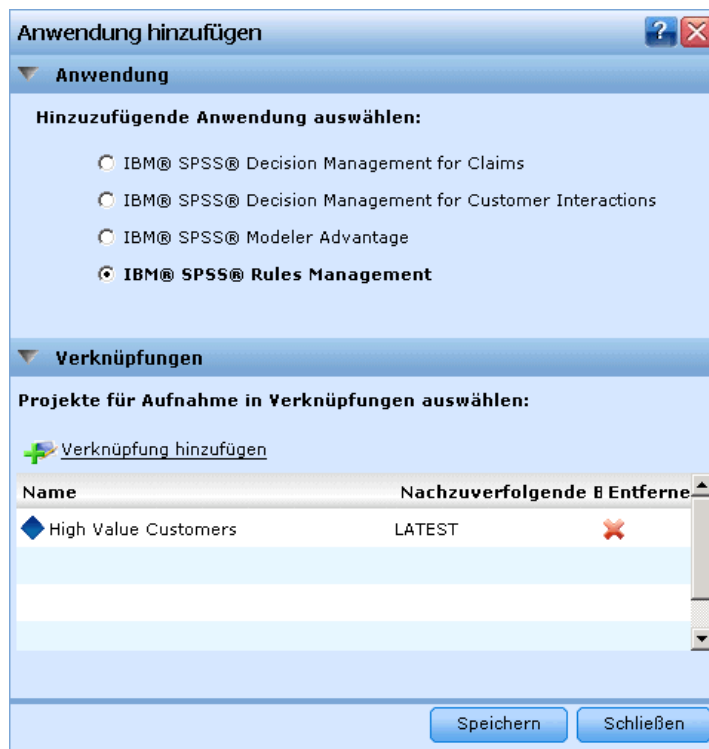 Anwendung hinzufügen
?
Anwendung
Hinzuzufügende Anwendung auswählen:
IBM® SPSS® Decision Management for Claims
IBM® SPSS® Decision Management for Customer Interactions
IBM® SPSS® Modeler Advantage
IBM® SPSS® Rules Management
Verknüpfungen
Projekte für Aufnahme in Verknüpfungen auswählen:
Verknüpfung hinzufügen
Name Nachzuverfolgende B Entferne
High Value Customers LATEST
Speichern Schließen